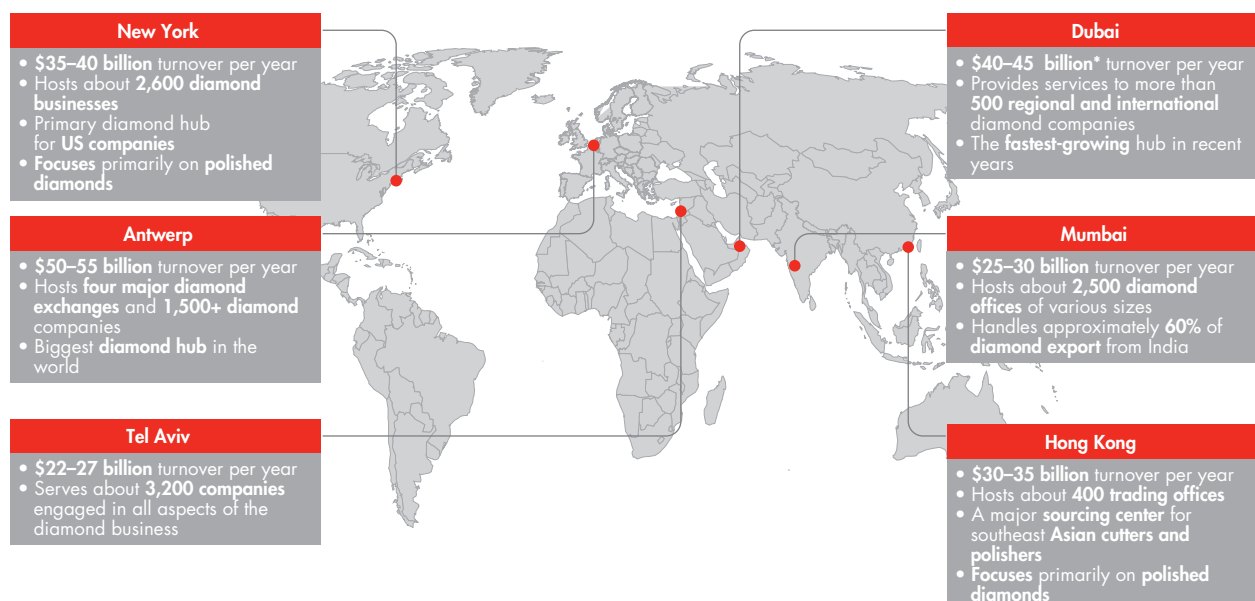 New York
• $35–40 billion turnover per year
• Hosts about 2,600 diamond
businesses
• Primary diamond hub
for US companies
• Focuses primarily on polished
diamonds
Antwerp
• $50–55 billion turnover per year
• Hosts four major diamond
exchanges and 1,500+ diamond
companies
• Biggest diamond hub in the
world
Tel Aviv
• $22–27 billion turnover per year
• Serves about 3,200 companies
engaged in all aspects of the
diamond business
Dubai
• $40–45 billion* turnover per year
• Provides services to more than
500 regional and international
diamond companies
• The fastest-growing hub in recent
years
Mumbai
• $25–30 billion turnover per year
• Hosts about 2,500 diamond
offices of various sizes
• Handles approximately 60% of
diamond export from India
Hong Kong
• $30–35 billion turnover per year
• Hosts about 400 trading offices
• A major sourcing center for
southeast Asian cutters and
polishers
• Focuses primarily on polished
diamonds